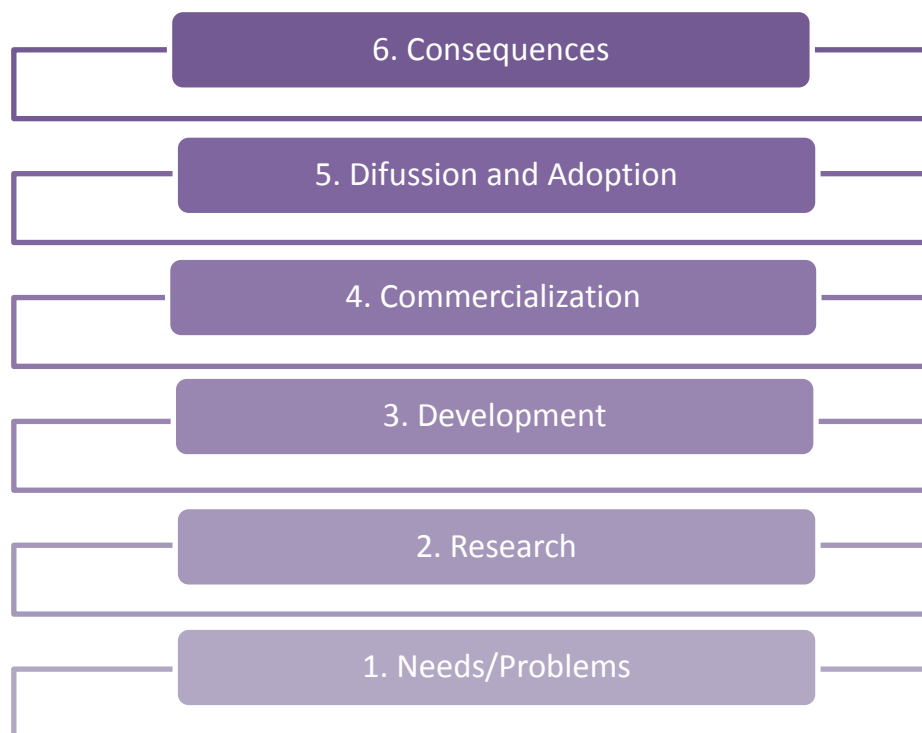 6. Consequences
5. Difussion and Adoption
4. Commercialization
3. Development
2. Research
1. Needs/Problems